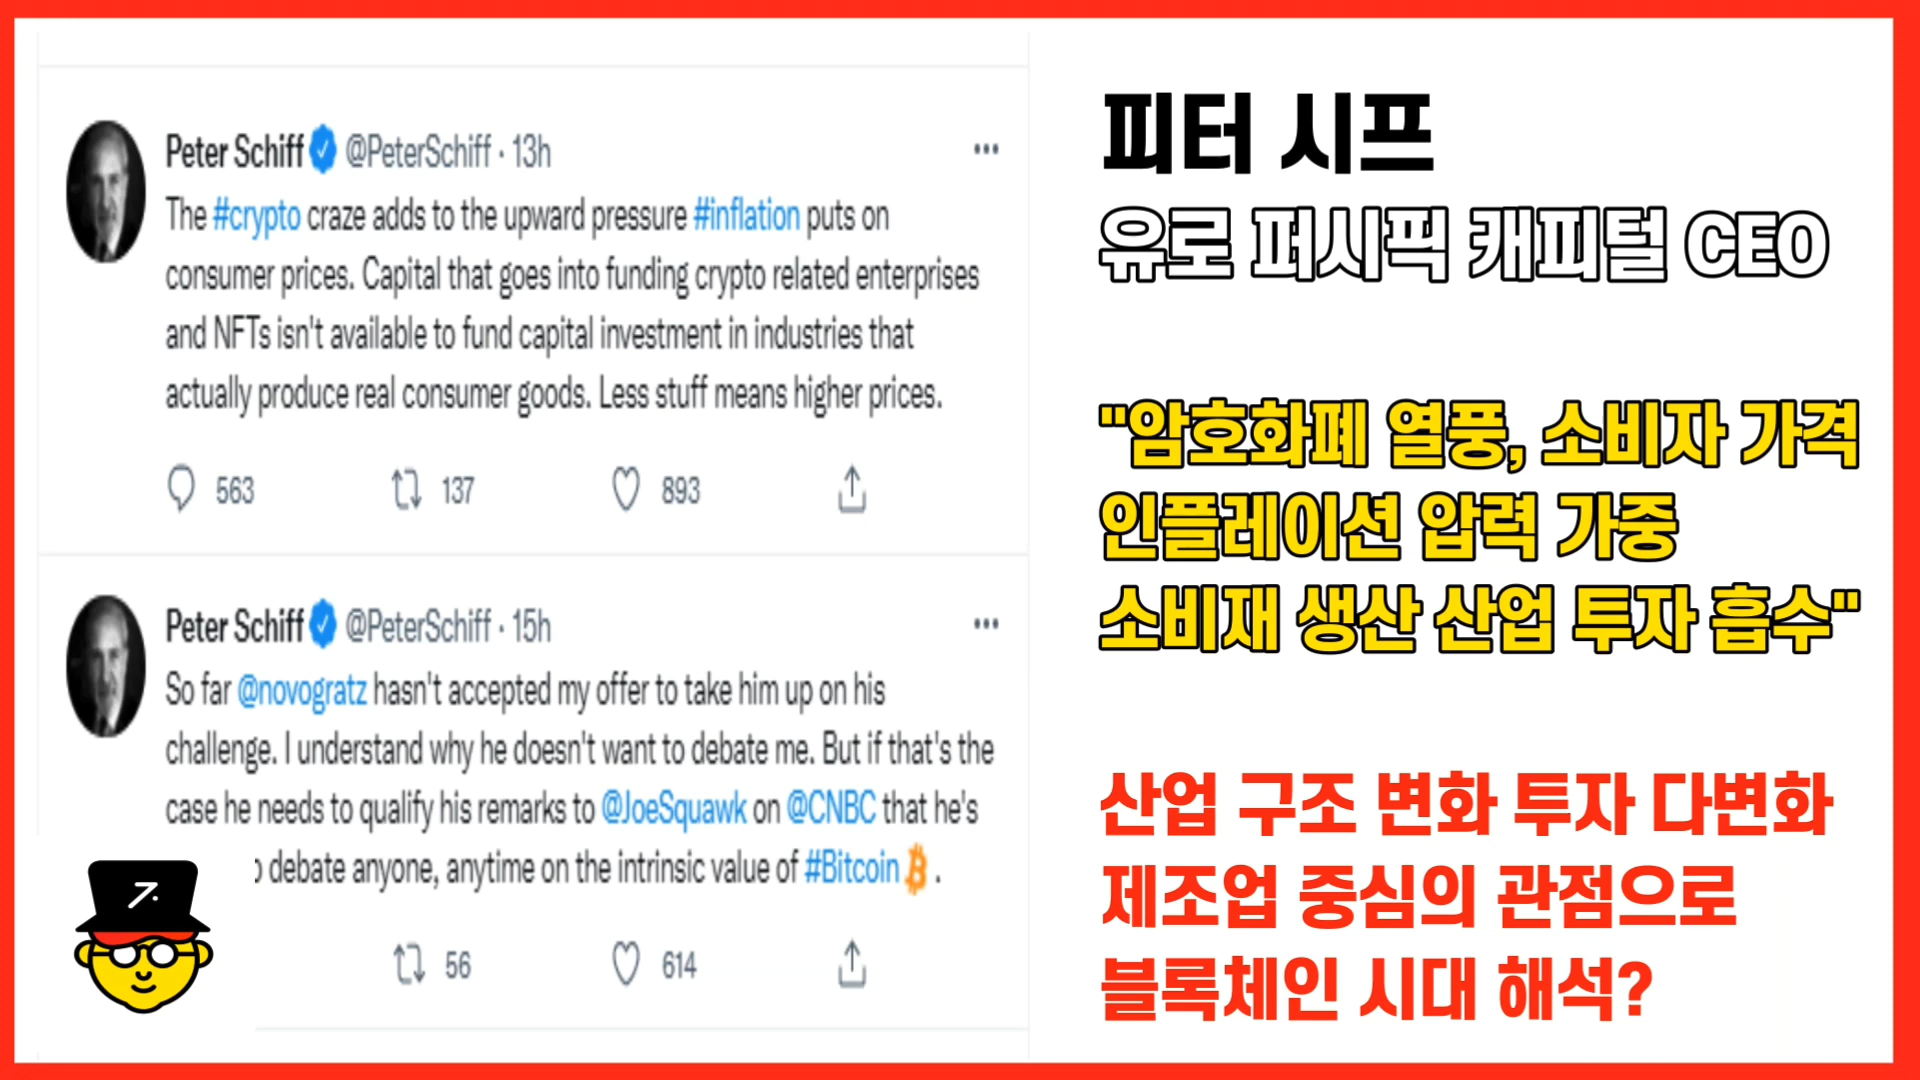 Peter Schiff @PeterSchiff · 13h
The #crypto craze adds to the upward pressure #inflation puts on
consumer prices. Capital that goes into funding crypto related enterprises
and NFTs isn't available to fund capital investment in industries that
actually produce real consumer goods. Less stuff means higher prices.
563 137 893
Peter Schiff @PeterSchiff · 15h
So far @novogratz hasn't accepted my offer to take him up on his
challenge. I understand why he doesn't want to debate me. But if that's the
case he needs to qualify his remarks to @JoeSquawk on @CNBC that he's
debate anyone, anytime on the intrinsic value of #Bitcoin .
56 614
피터 시프
유로 퍼시픽 캐피털 CEO
"암호화폐 열풍, 소비자 가격
인플레이션 압력 가중
소비재 생산 산업 투자 흡수"
산업 구조 변화 투자 다변화
제조업 중심의 관점으로
블록체인 시대 해석?